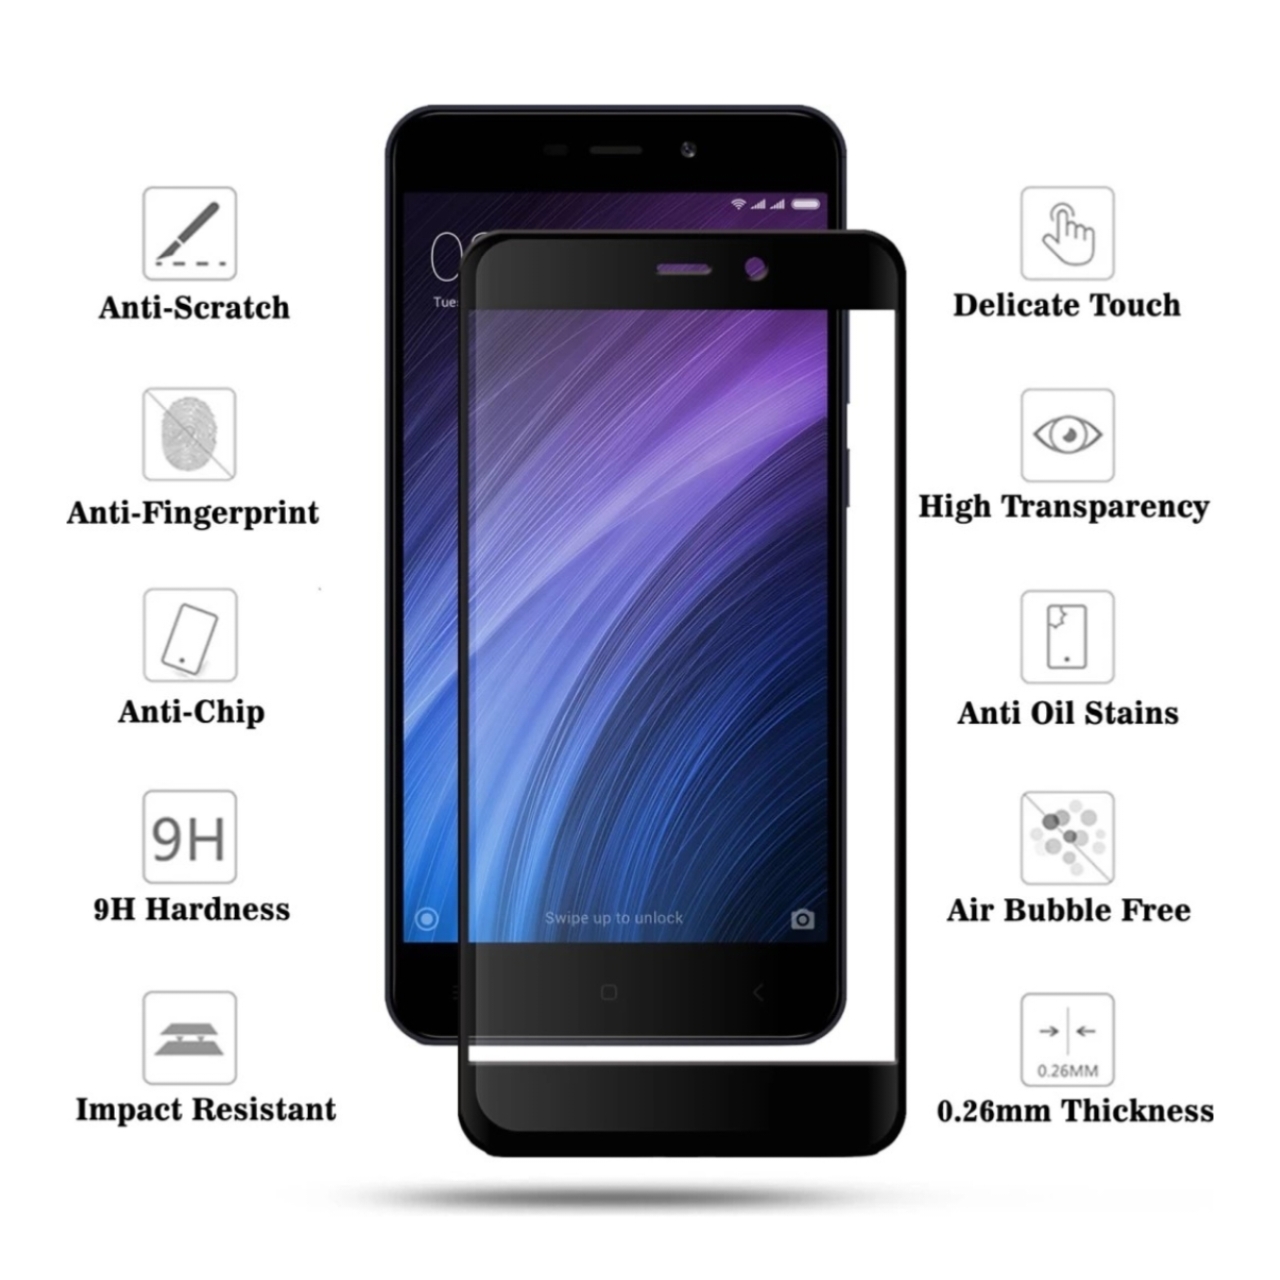 Anti-Scratch
Anti-Fingerprint
Anti-Chip
9H
9H Hardness
Impact Resistant
Tue
Swipe up to unlock
Delicate Touch
High Transparency
Anti Oil Stains
Air Bubble Free
0.26MM
0.26mm Thickness